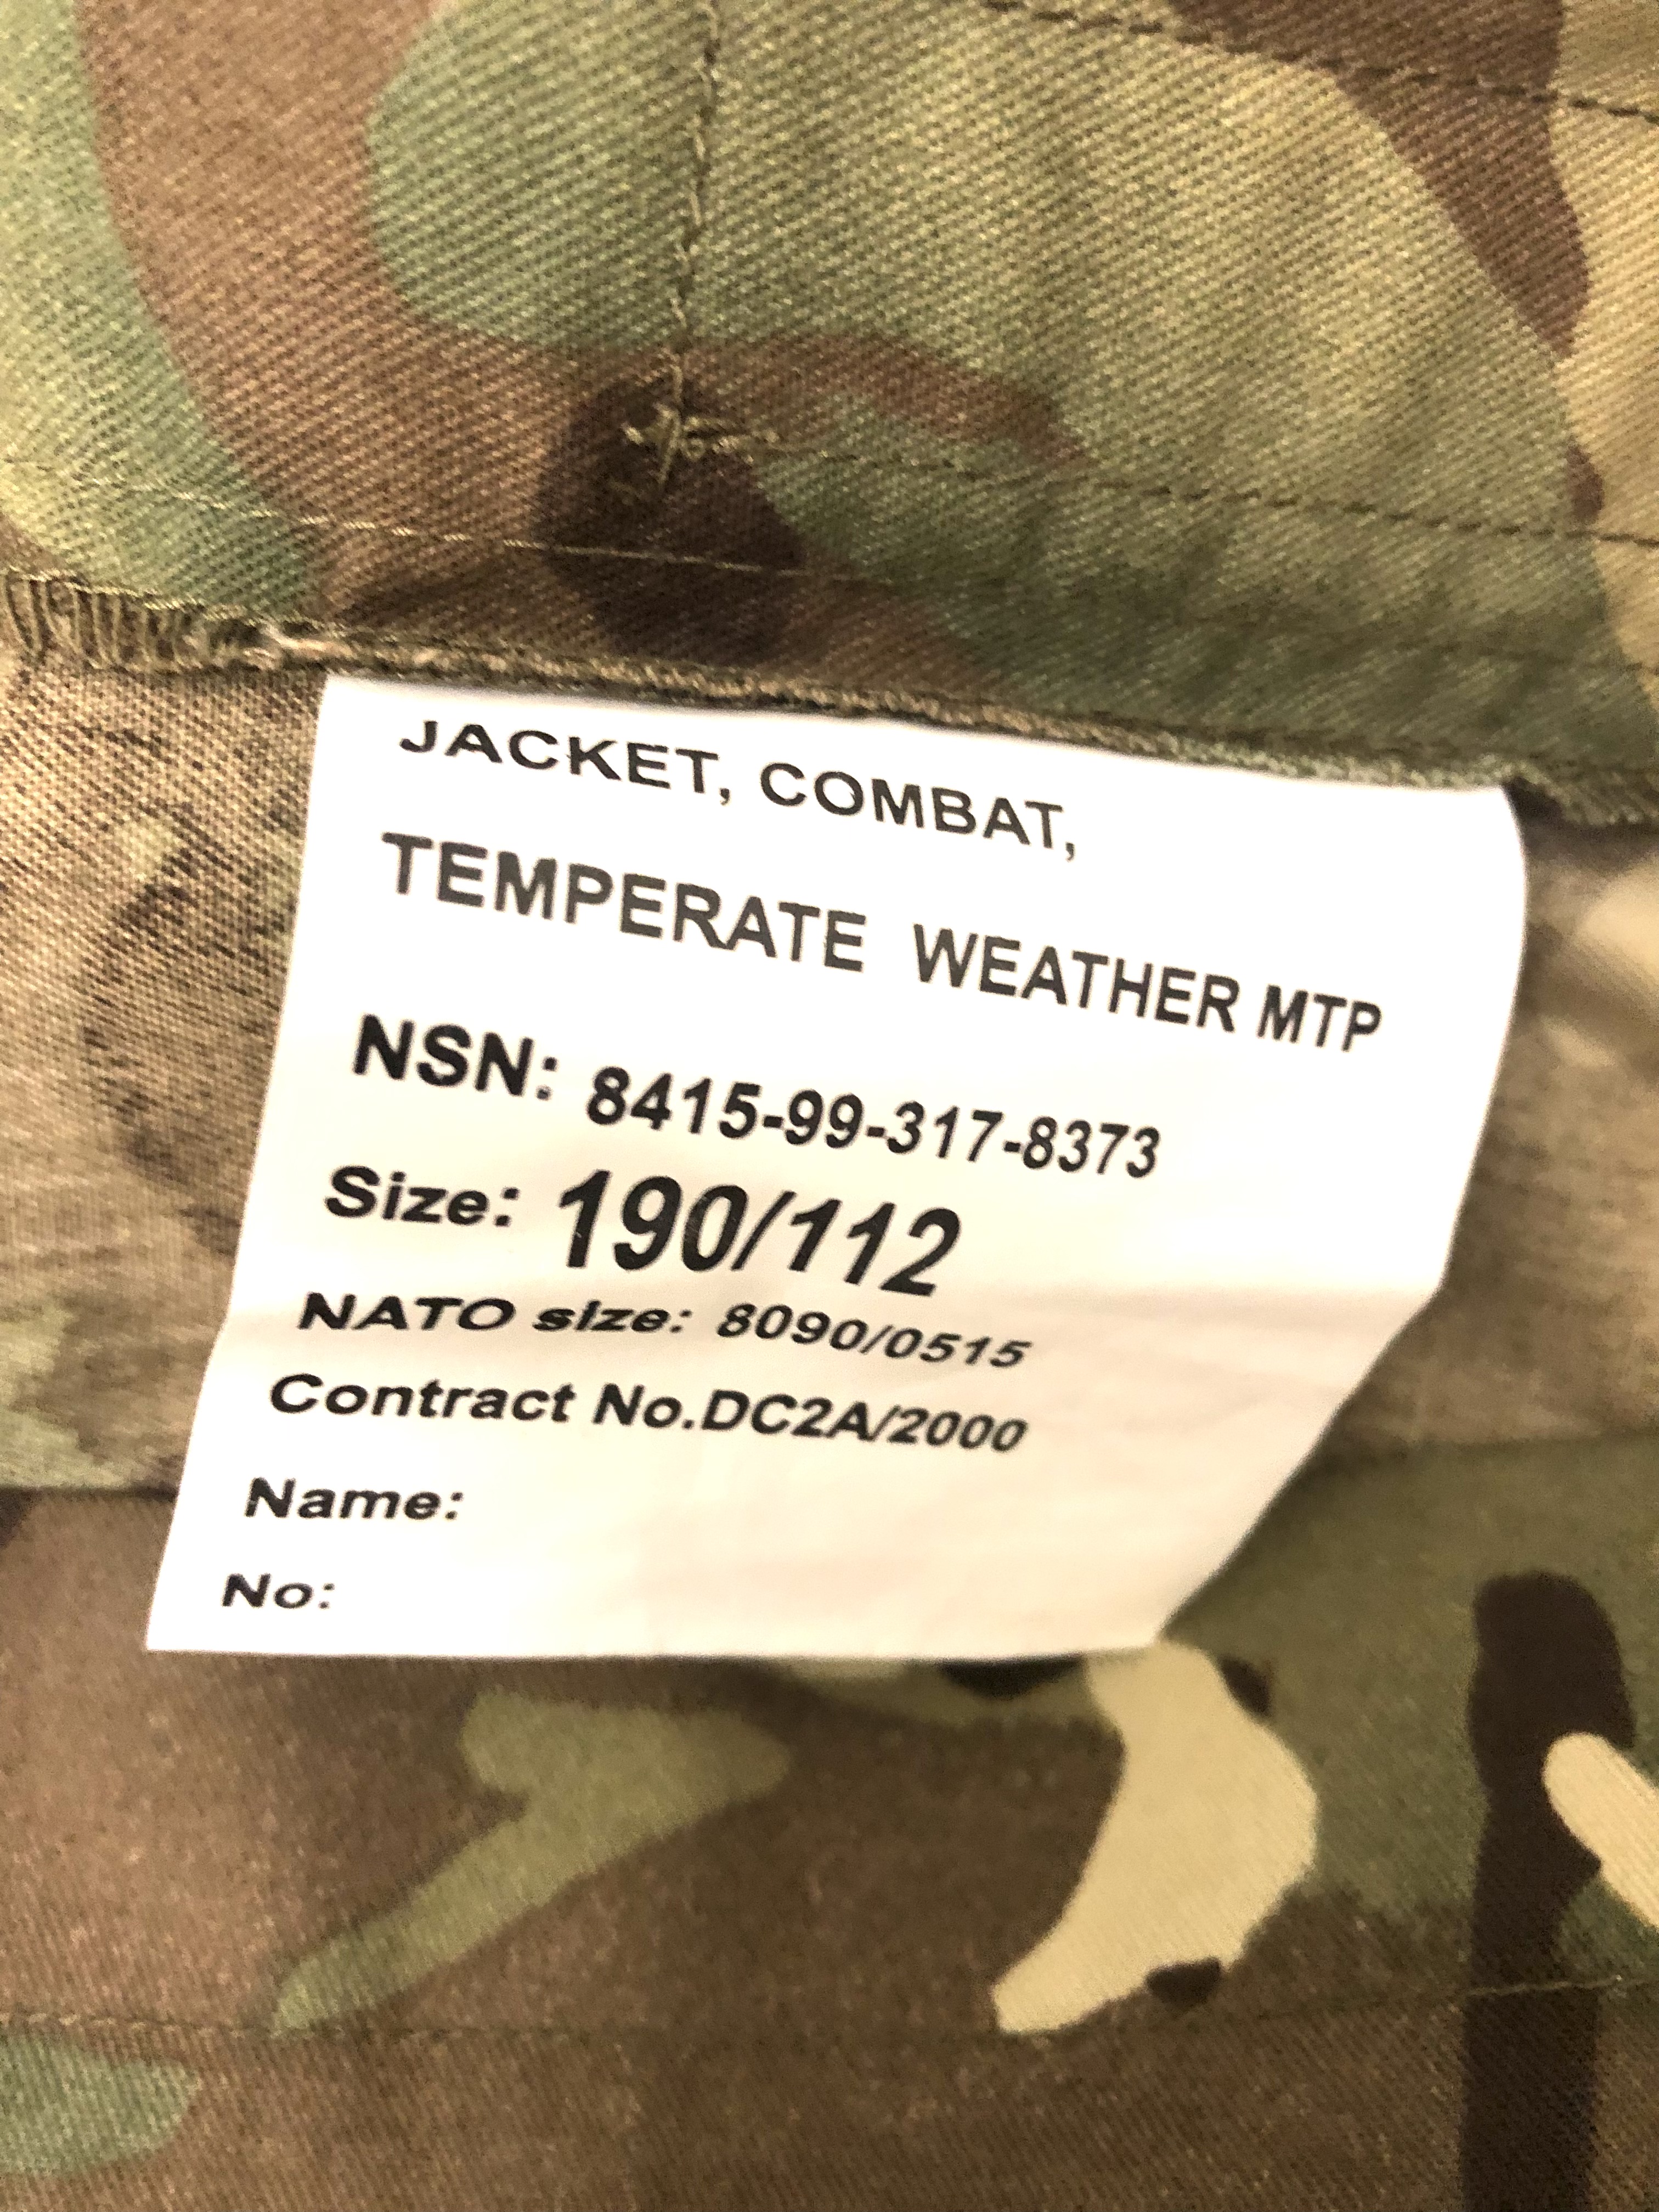 JACKET, COMBAT,
TEMPERATE WEATHER MTP
NSN: 8415-99-317-8373
Size: 190/112
NATO size: 8090/0515
Contract No.DC2A/2000
Name:
No: